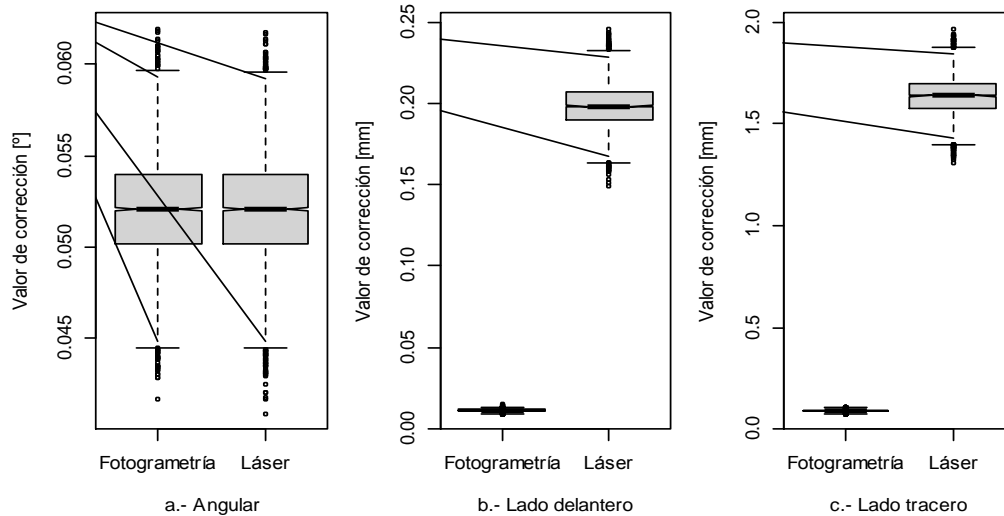 Valor de corrección [º]
0.060
0.055
0.050
0.045
Fotogrametría
Láser
a.- Angular
Valor de corrección [mm]
0.25
0.20
0.15
0.10
0.05
0.00
Fotogrametría
Láser
b.- Lado delantero
Valor de corrección [mm]
2.0
1.5
1.0
0.5
0.0
Fotogrametría
Láser
c.- Lado tracero